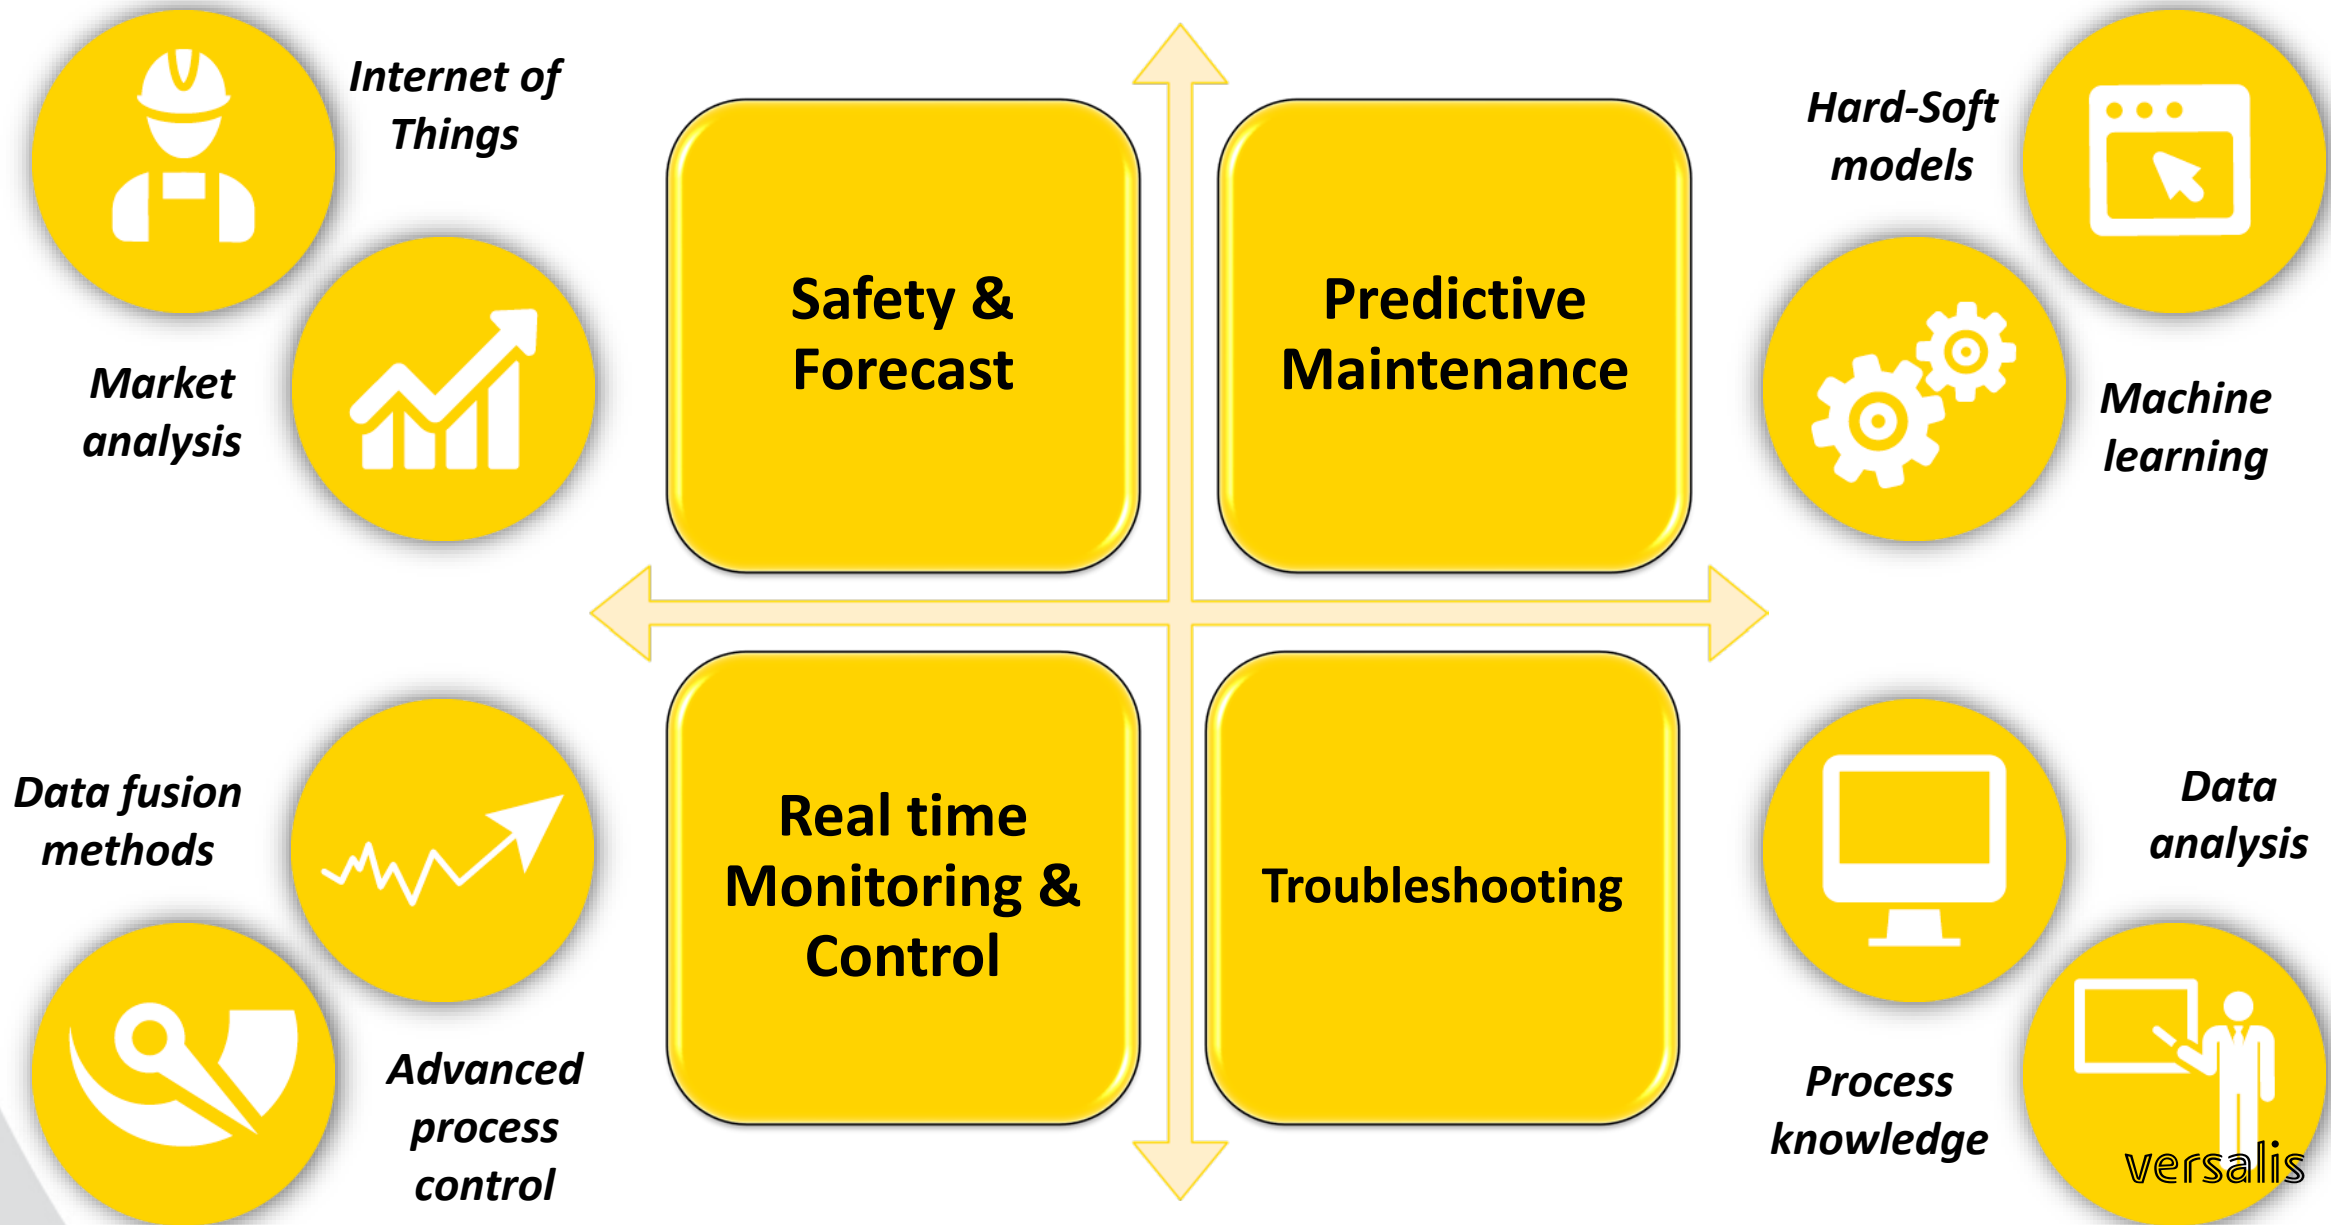 Internet of
Things
Market
analysis
Safety &
Forecast
Predictive
Maintenance
Hard-Soft
models
Machine
learning
Data fusion
methods
Advanced
process
control
Real time
Monitoring &
Control
Troubleshooting
Data
analysis
Process
knowledge
versalis